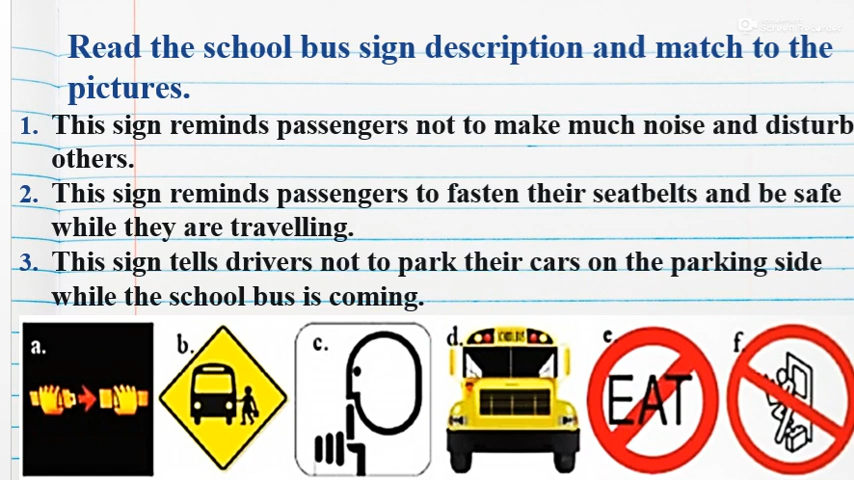 Read the school bus sign description and match to the
pictures.
1. This sign reminds passengers not to make much noise and disturb
others.
2. This sign reminds passengers to fasten their seatbelts and be safe
while they are travelling.
3. This sign tells drivers not to park their cars on the parking side
while the school bus is coming.
a. b. c. d. e. f.
SCHOOL BUS
EAT